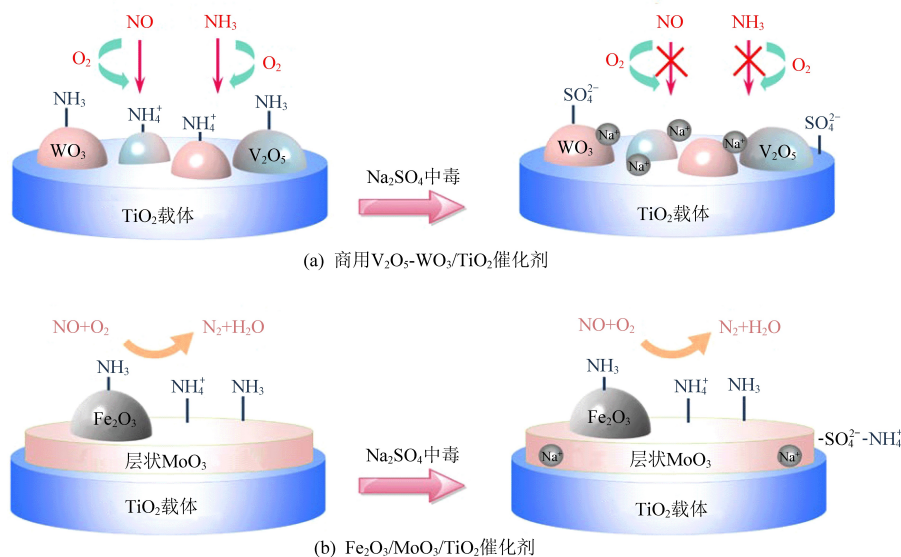 NO NH₃ NO NH₃
O₂ O₂ O₂ O₂
NH₃ NH₄⁺ NH₄⁺ NH₃ SO₄²⁻ SO₄²⁻
WO₃ V₂O₅ WO₃ Na⁺ Na⁺ Na⁺ Na⁺ V₂O₅
Na₂SO₄中毒
TiO₂载体 TiO₂载体
(a) 商用V₂O₅-WO₃/TiO₂催化剂
NO+O₂ N₂+H₂O NO+O₂ N₂+H₂O
NH₃ NH₄⁺ NH₃ NH₃ NH₄⁺ NH₃
Fe₂O₃ Fe₂O₃
-SO₄²⁻-NH₄⁺
层状MoO₃ Na₂SO₄中毒 Na⁺ 层状MoO₃ Na⁺
TiO₂载体 TiO₂载体
(b) Fe₂O₃/MoO₃/TiO₂催化剂